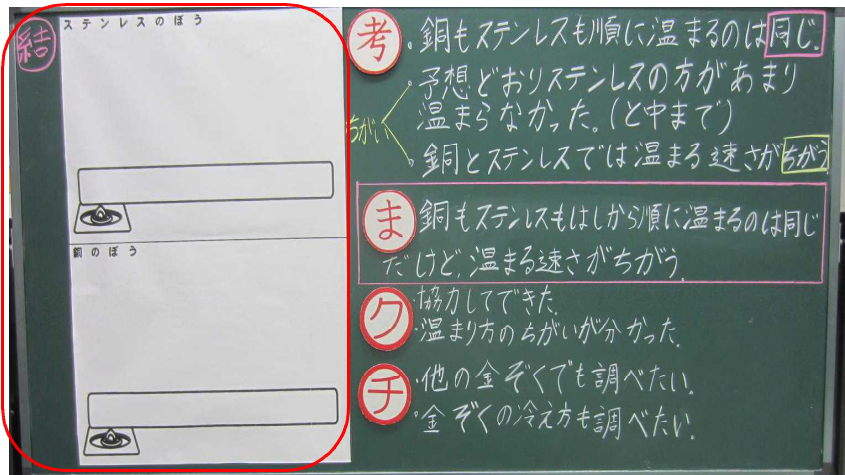 結
ステンレスのぼう
銅のぼう
考
・銅もステンレスも順に温まるのは同じ。
・予想どおりステンレスの方があまり
温まらなかった。(と中まで)
ちがい
・銅とステンレスでは温まる速さがちがう
ま
銅もステンレスもはしから順に温まるのは同じ
だけど、温まる速さがちがう。
ク
・協力してできた。
・温まり方のちがいが分かった。
チ
・他の金ぞくでも調べたい。
・金ぞくの冷え方も調べたい。